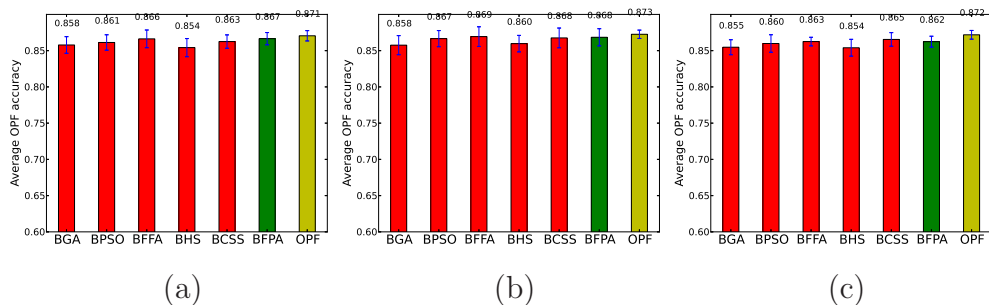 0.858 0.861 0.866 0.854 0.863 0.867 0.871
Average OPF accuracy
0.85
0.80
0.75
0.70
0.65
0.60
BGA BPSO BFFA BHS BCSS BFPA OPF
(a)
0.858 0.867 0.869 0.860 0.868 0.868 0.873
Average OPF accuracy
0.85
0.80
0.75
0.70
0.65
0.60
BGA BPSO BFFA BHS BCSS BFPA OPF
(b)
0.855 0.860 0.863 0.854 0.865 0.862 0.872
Average OPF accuracy
0.85
0.80
0.75
0.70
0.65
0.60
BGA BPSO BFFA BHS BCSS BFPA OPF
(c)